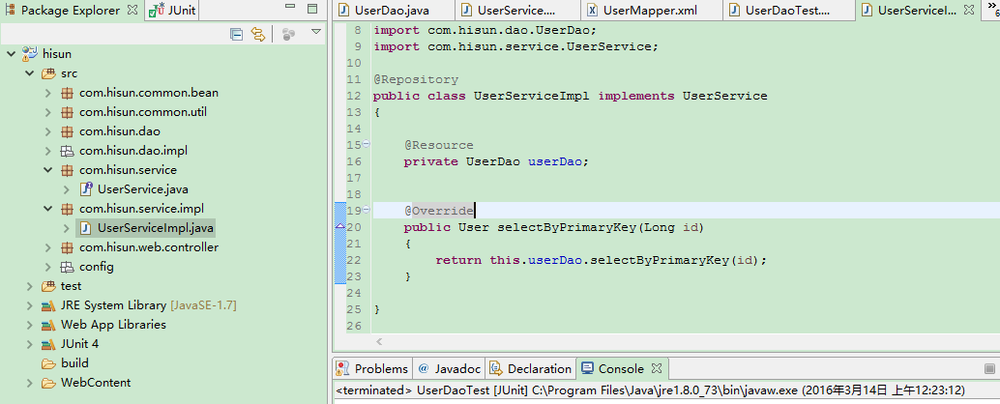 Package Explorer JUnit
hisun
src
com.hisun.common.bean
com.hisun.common.util
com.hisun.dao
com.hisun.dao.impl
com.hisun.service
UserService.java
com.hisun.service.impl
UserServiceImpl.java
com.hisun.web.controller
config
test
JRE System Library [JavaSE-1.7]
Web App Libraries
JUnit 4
build
WebContent
UserDao.java UserService.... UserMapper.xml UserDaoTest.... UserServiceI...
8 import com.hisun.dao.UserDao;
9 import com.hisun.service.UserService;
10
11 @Repository
12 public class UserServiceImpl implements UserService
13 {
14
15 @Resource
16 private UserDao userDao;
17
18
19 @Override
20 public User selectByPrimaryKey(Long id)
21 {
22 return this.userDao.selectByPrimaryKey(id);
23 }
24
25 }
26
Problems @ Javadoc Declaration Console
<terminated> UserDaoTest [JUnit] C:\Program Files\Java\jre1.8.0_73\bin\javaw.exe (2016年3月14日 上午12:23:12)